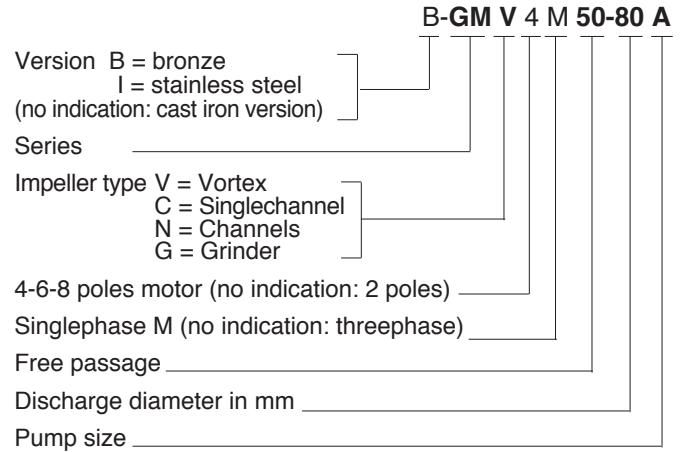 B-GM V 4 M 50-80 A
Version B = bronze
I = stainless steel
(no indication: cast iron version)
Series
Impeller type V = Vortex
C = Singlechannel
N = Channels
G = Grinder
4-6-8 poles motor (no indication: 2 poles)
Singlephase M (no indication: threephase)
Free passage
Discharge diameter in mm
Pump size